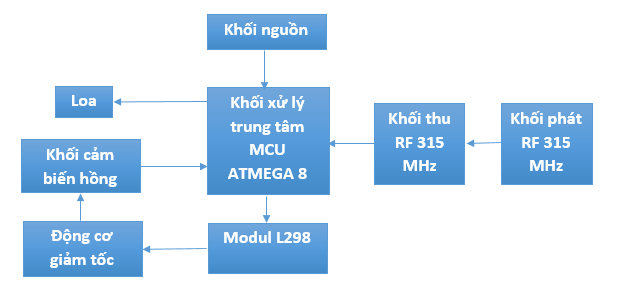 Khối nguồn
Loa
Khối xử lý
trung tâm
MCU
ATMEGA 8
Khối thu
RF 315
MHz
Khối phát
RF 315
MHz
Khối cảm
biến hồng
Động cơ
giảm tốc
Modul L298